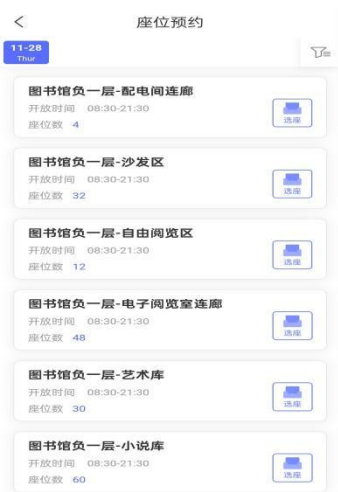 座位预约
11-28
Thur
图书馆负一层-配电间连廊
开放时间 08:30-21:30
座位数 4
选座
图书馆负一层-沙发区
开放时间 08:30-21:30
座位数 32
选座
图书馆负一层-自由阅览区
开放时间 08:30-21:30
座位数 12
选座
图书馆负一层-电子阅览室连廊
开放时间 08:30-21:30
座位数 48
选座
图书馆负一层-艺术库
开放时间 08:30-21:30
座位数 30
选座
图书馆负一层-小说库
开放时间 08:30-21:30
座位数 60
选座